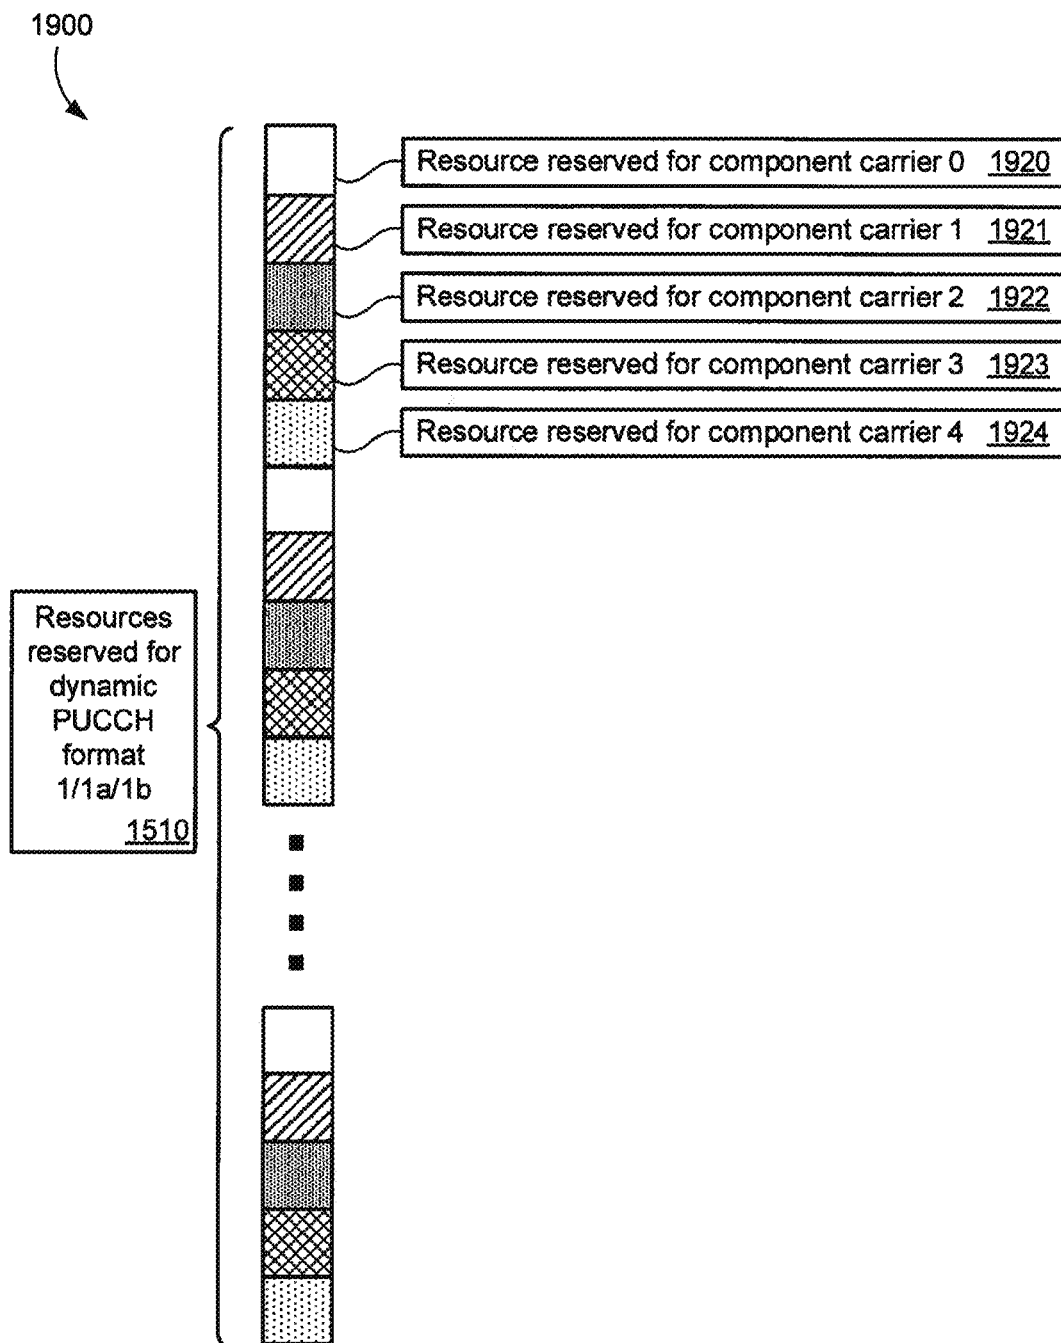 1900
Resource reserved for component carrier 0 1920
Resource reserved for component carrier 1 1921
Resource reserved for component carrier 2 1922
Resource reserved for component carrier 3 1923
Resource reserved for component carrier 4 1924
Resources
reserved for
dynamic
PUCCH
format
1/1a/1b
1510